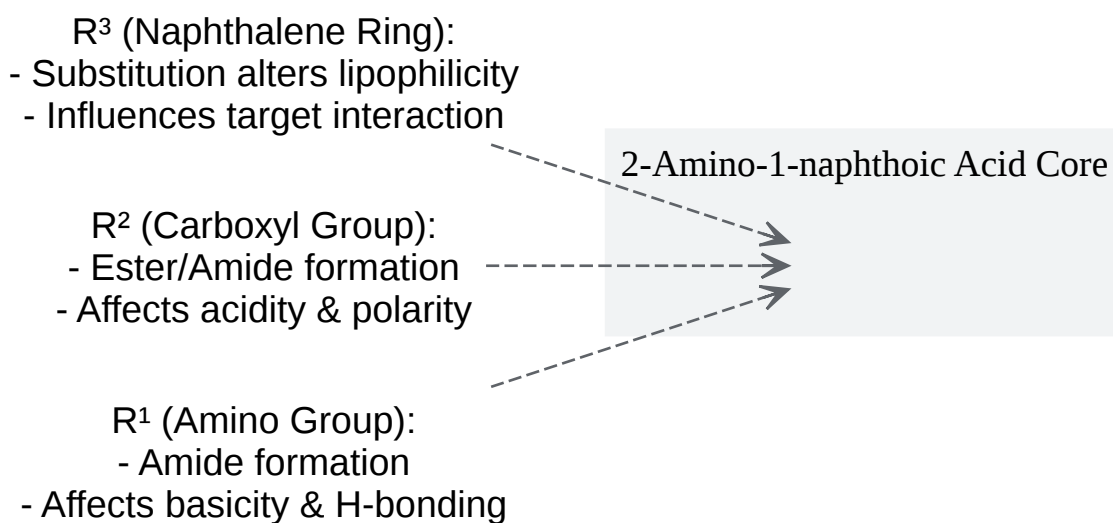 R³ (Naphthalene Ring):
- Substitution alters lipophilicity
- Influences target interaction
2-Amino-1-naphthoic Acid Core
R² (Carboxyl Group):
- Ester/Amide formation
- Affects acidity & polarity
R¹ (Amino Group):
- Amide formation
- Affects basicity & H-bonding